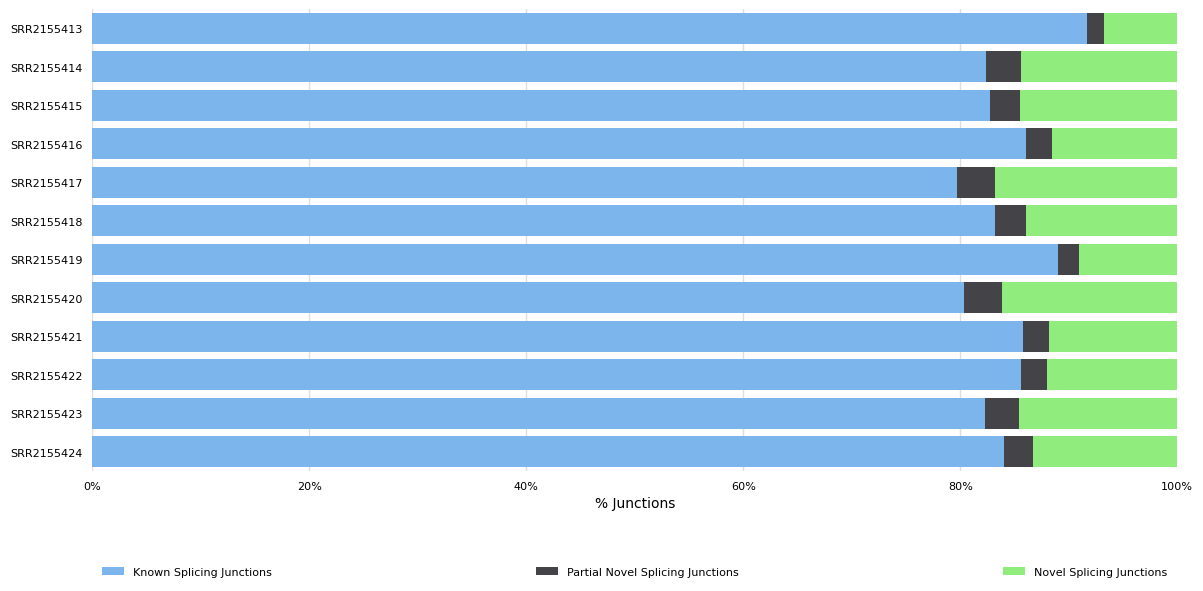 SRR2155413
SRR2155414
SRR2155415
SRR2155416
SRR2155417
SRR2155418
SRR2155419
SRR2155420
SRR2155421
SRR2155422
SRR2155423
SRR2155424
0% 20% 40% 60% 80% 100%
% Junctions
Known Splicing Junctions Partial Novel Splicing Junctions Novel Splicing Junctions